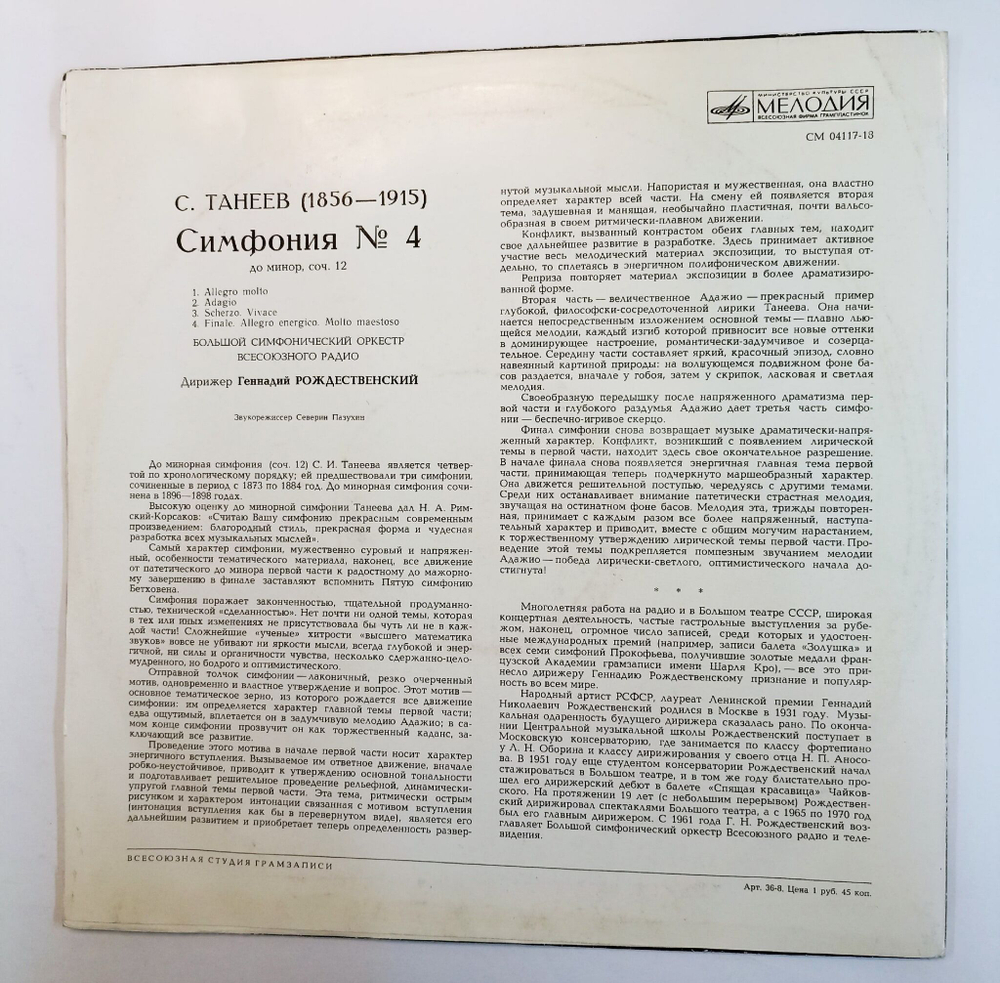 МИНИСТЕРСТВО КУЛЬТУРЫ СССР
МЕЛОДИЯ
ВСЕСОЮЗНАЯ ФИРМА ГРАМПЛАСТИНОК
СМ 04117-18
С. ТАНЕЕВ (1856—1915)
Симфония № 4
до минор, соч. 12
1. Allegro molto
2. Adagio
3. Scherzo. Vivace
4. Finale. Allegro energico. Molto maestoso
БОЛЬШОЙ СИМФОНИЧЕСКИЙ ОРКЕСТР
ВСЕСОЮЗНОГО РАДИО
Дирижер Геннадий РОЖДЕСТВЕНСКИЙ
Звукорежиссер Северин Пазухин
До минорная симфония (соч. 12) С. И. Танеева является четвер-
той по хронологическому порядку; ей предшествовали три симфонии,
сочиненные в период с 1873 по 1884 год. До минорная симфония сочи-
нена в 1896—1898 годах.
Высокую оценку до минорной симфонии Танеева дал Н. А. Рим-
ский-Корсаков: «Считаю Вашу симфонию прекрасным современным
произведением: благородный стиль, прекрасная форма и чудесная
разработка всех музыкальных мыслей».
Самый характер симфонии, мужественно суровый и напряжен-
ный, особенности тематического материала, наконец, все движение
от патетического до минора первой части к радостному до мажорно-
му завершению в финале заставляют вспомнить Пятую симфонию
Бетховена.
Симфония поражает законченностью, тщательной продуманно-
стью, технической «сделанностью». Нет почти ни одной темы, которая
в тех или иных изменениях не присутствовала бы чуть ли не в каж-
дой части! Сложнейшие «ученые» хитрости «высшего математика
звуков» вовсе не убивают ни яркости мысли, всегда глубокой и энер-
гичной, ни силы и органичности чувства, несколько сдержанно-цело-
мудренного, но бодрого и оптимистического.
Отправной толчок симфонии — лаконичный, резко очерченный
мотив, одновременно и властное утверждение и вопрос. Этот мотив —
основное тематическое зерно, из которого рождается все движение
симфонии: им определяется характер главной темы первой части;
едва ощутимый, вплетается он в задумчивую мелодию Адажио; в са-
мом конце симфонии прозвучит он как торжественный каданс, за-
ключающий все развитие.
Проведение этого мотива в начале первой части носит характер
энергичного вступления. Вызываемое им ответное движение, вначале
робко-неустойчивое, приводит к утверждению основной тональности
и подготавливает решительное проведение рельефной, динамически-
упругой главной темы первой части. Эта тема, ритмически острым
рисунком и характером интонации связанная с мотивом вступления
(интонация вступления как бы в перевернутом виде), является его
дальнейшим развитием и приобретает теперь определенность развер-
нутой музыкальной мысли. Напористая и мужественная, она властно
определяет характер всей части. На смену ей появляется вторая
тема, задушевная и манящая, необычайно пластичная, почти вальсо-
образная в своем ритмически-плавном движении.
Конфликт, вызванный контрастом обеих главных тем, находит
свое дальнейшее развитие в разработке. Здесь принимает активное
участие весь мелодический материал экспозиции, то выступая от-
дельно, то сплетаясь в энергичном полифоническом движении.
Реприза повторяет материал экспозиции в более драматизиро-
ванной форме.
Вторая часть — величественное Адажио — прекрасный пример
глубокой, философски-сосредоточенной лирики Танеева. Она начи-
нается непосредственным изложением основной темы — плавно лью-
щейся мелодии, каждый изгиб которой привносит все новые оттенки
в доминирующее настроение, романтически-задумчивое и созерца-
тельное. Середину части составляет яркий, красочный эпизод, словно
навеянный картиной природы: на волнующемся подвижном фоне ба-
сов раздается, вначале у гобоя, затем у скрипок, ласковая и светлая
мелодия.
Своеобразную передышку после напряженного драматизма пер-
вой части и глубокого раздумья Адажио дает третья часть симфо-
нии — беспечно-игривое скерцо.
Финал симфонии снова возвращает музыке драматически-напря-
женный характер. Конфликт, возникший с появлением лирической
темы в первой части, находит здесь свое окончательное разрешение.
В начале финала снова появляется энергичная главная тема первой
части, принимающая теперь подчеркнуто маршеобразный характер.
Она движется решительной поступью, чередуясь с другими темами.
Среди них останавливает внимание патетически страстная мелодия,
звучащая на остинатном фоне басов. Мелодия эта, трижды повторен-
ная, принимает с каждым разом все более напряженный, наступа-
тельный характер и приводит, вместе с общим могучим нарастанием,
к торжественному утверждению лирической темы первой части. Про-
ведение этой темы подкрепляется помпезным звучанием мелодии
Адажио — победа лирически-светлого, оптимистического начала до-
стигнута!
* * *
Многолетняя работа на радио и в Большом театре СССР, широкая
концертная деятельность, частые гастрольные выступления за рубе-
жом, наконец, огромное число записей, среди которых и удостоен-
ные международных премий (например, записи балета «Золушка» и
всех семи симфоний Прокофьева, получившие золотые медали фран-
цузской Академии грамзаписи имени Шарля Кро), — все это при-
несло дирижеру Геннадию Рождественскому признание и популяр-
ность во всем мире.
Народный артист РСФСР, лауреат Ленинской премии Геннадий
Николаевич Рождественский родился в Москве в 1931 году. Музы-
кальная одаренность будущего дирижера сказалась рано. По оконча-
нии Центральной музыкальной школы Рождественский поступает в
Московскую консерваторию, где занимается по классу фортепиано
у Л. Н. Оборина и классу дирижирования у своего отца Н. П. Аносо-
ва. В 1951 году еще студентом консерватории Рождественский начал
стажироваться в Большом театре, и в том же году блистательно про-
шел его дирижерский дебют в балете «Спящая красавица» Чайков-
ского. На протяжении 19 лет (с небольшим перерывом) Рождествен-
ский дирижировал спектаклями Большого театра, а с 1965 по 1970 год
был его главным дирижером. С 1961 года Г. Н. Рождественский воз-
главляет Большой симфонический оркестр Всесоюзного радио и теле-
видения.
ВСЕСОЮЗНАЯ СТУДИЯ ГРАМЗАПИСИ
Арт. 36-8. Цена 1 руб. 45 коп.